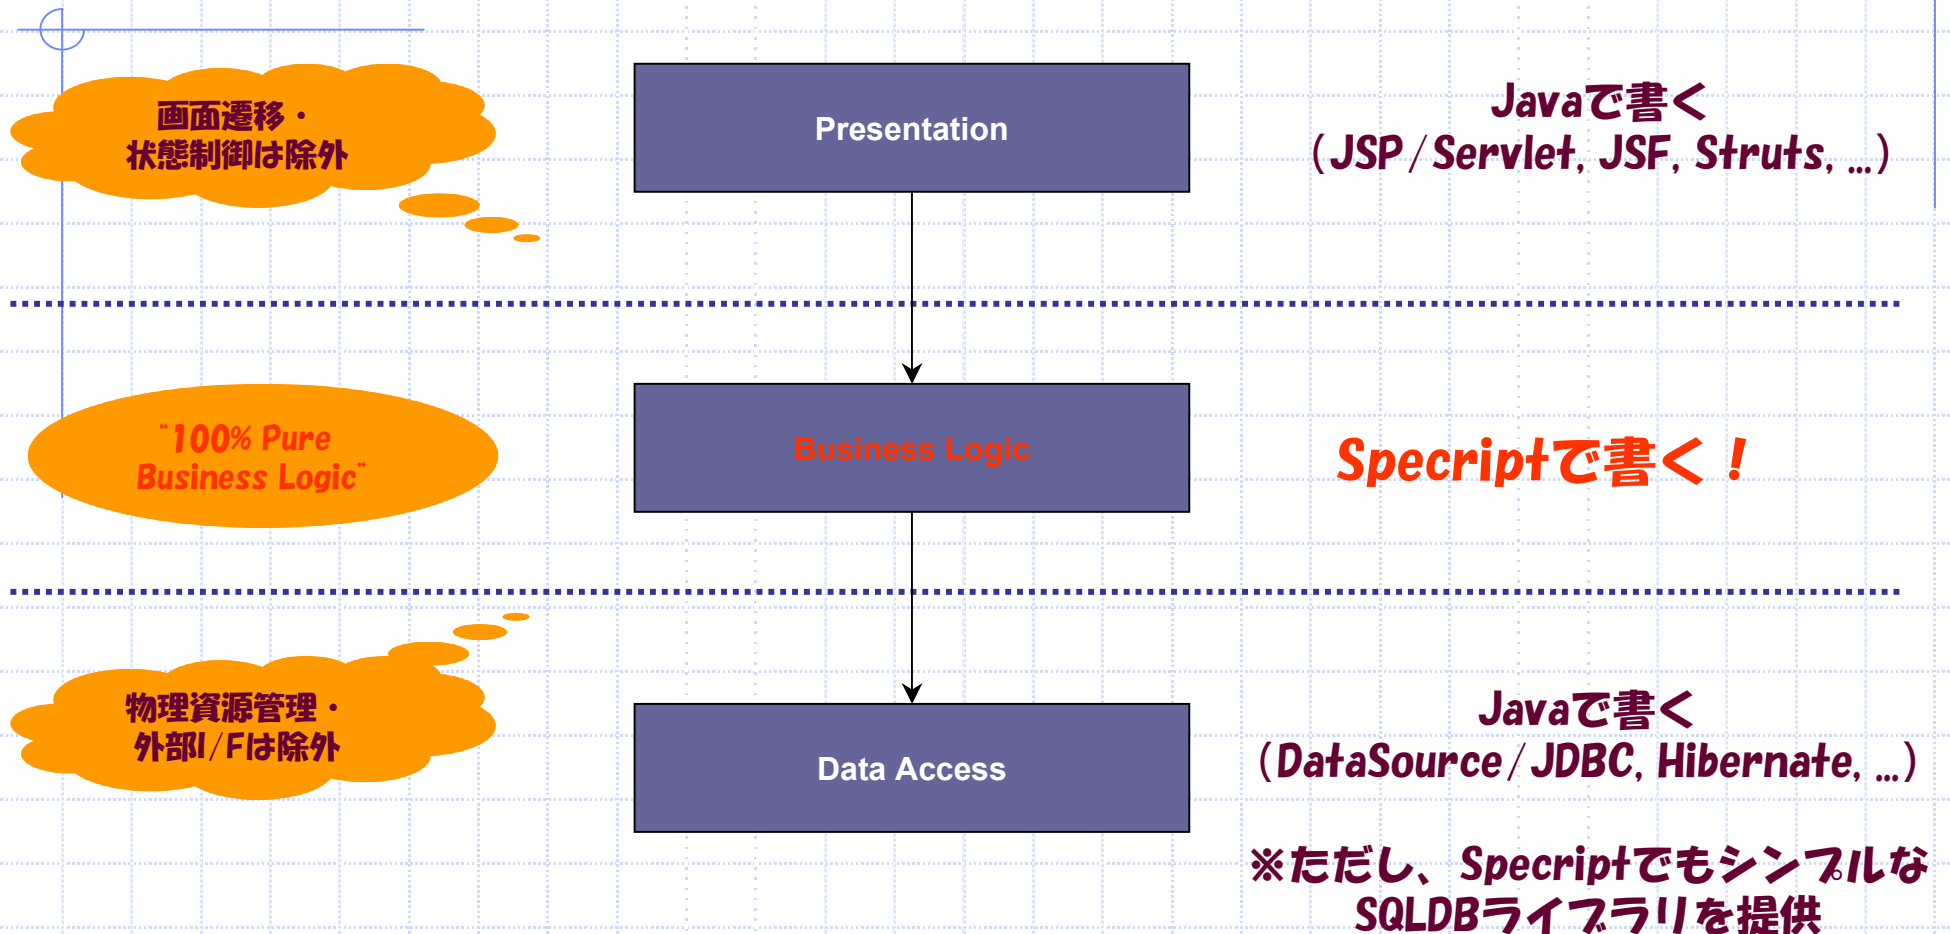 画面遷移・
状態制御は除外
Presentation
Javaで書く
(JSP/Servlet, JSF, Struts, ...)
“100% Pure
Business Logic”
Business Logic
Specriptで書く！
物理資源管理・
外部I/Fは除外
Data Access
Javaで書く
(DataSource/JDBC, Hibernate, ...)
※ただし、Specriptでもシンプルな
SQLDBライブラリを提供